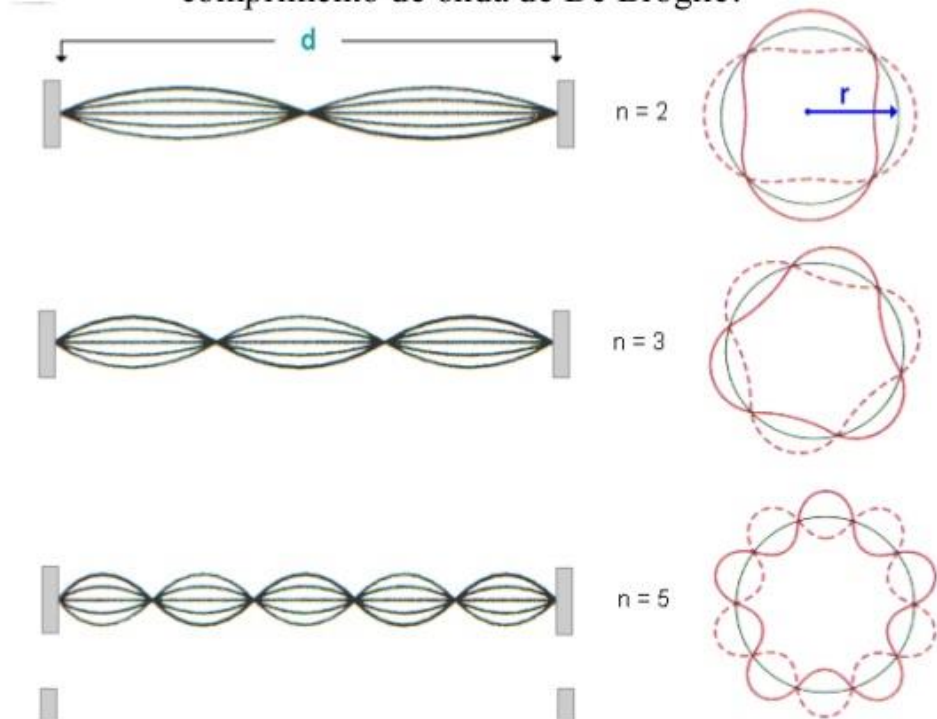 comprimento de onda de De Broglie:
d
n = 2
r
n = 3
n = 5